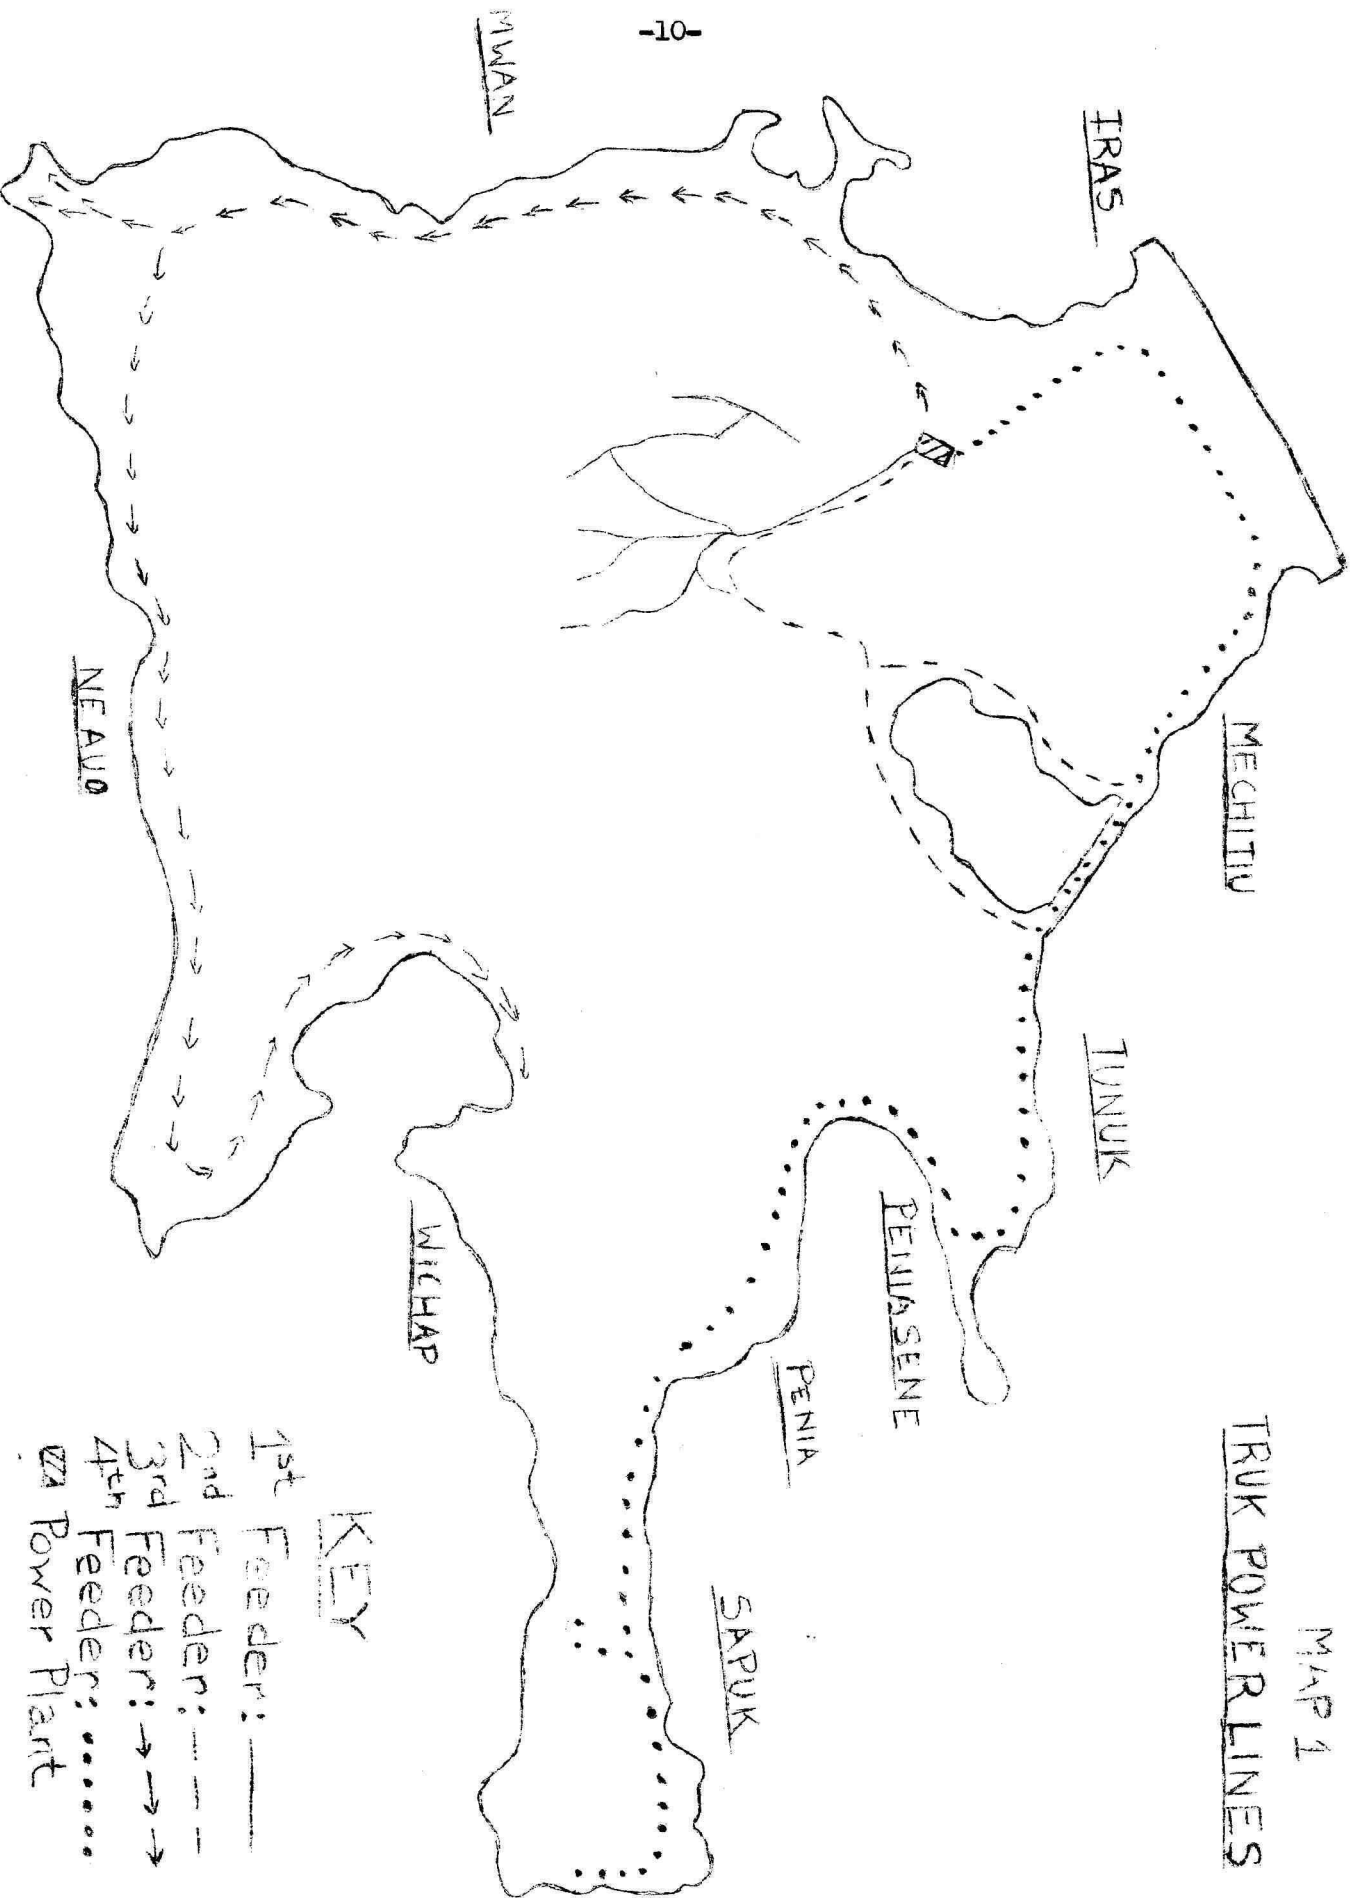 -10-
MAP 1
TRUK POWER LINES
IRAS
MECHITIU
TUNUK
PENIASENE
PENIA
SAPUK
MWAN
WICHAP
NEAUO
KEY
1st Feeder:
2nd Feeder:
3rd Feeder:
4th Feeder:
Power Plant